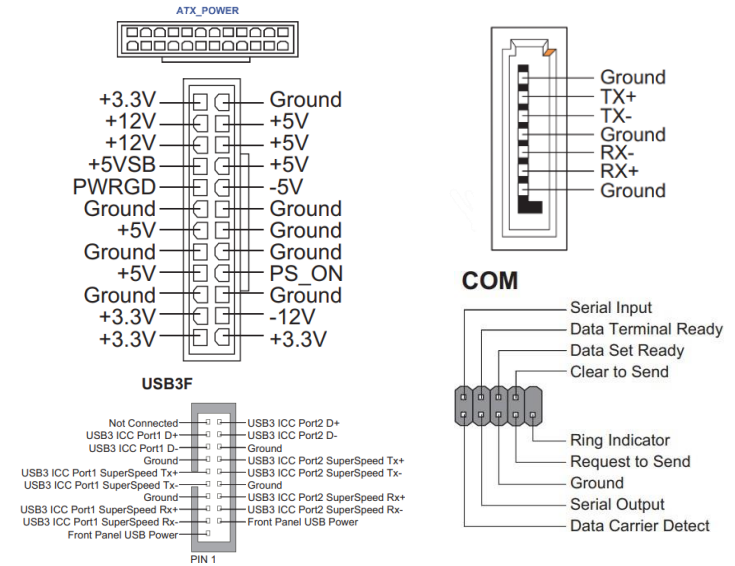 ATX_POWER
+3.3V Ground
+12V +5V
+12V +5V
+5VSB +5V
PWRGD -5V
Ground Ground
+5V Ground
Ground Ground
+5V PS_ON
Ground Ground
+3.3V -12V
+3.3V +3.3V
Ground
TX+
TX-
Ground
RX-
RX+
Ground
USB3F
Not Connected USB3 ICC Port2 D+
USB3 ICC Port1 D+ USB3 ICC Port2 D-
USB3 ICC Port1 D- Ground
Ground USB3 ICC Port2 SuperSpeed Tx+
USB3 ICC Port1 SuperSpeed Tx+ USB3 ICC Port2 SuperSpeed Tx-
USB3 ICC Port1 SuperSpeed Tx- Ground
Ground USB3 ICC Port2 SuperSpeed Rx+
USB3 ICC Port1 SuperSpeed Rx+ USB3 ICC Port2 SuperSpeed Rx-
USB3 ICC Port1 SuperSpeed Rx- Front Panel USB Power
Front Panel USB Power
PIN 1
COM
Serial Input
Data Terminal Ready
Data Set Ready
Clear to Send
Ring Indicator
Request to Send
Ground
Serial Output
Data Carrier Detect